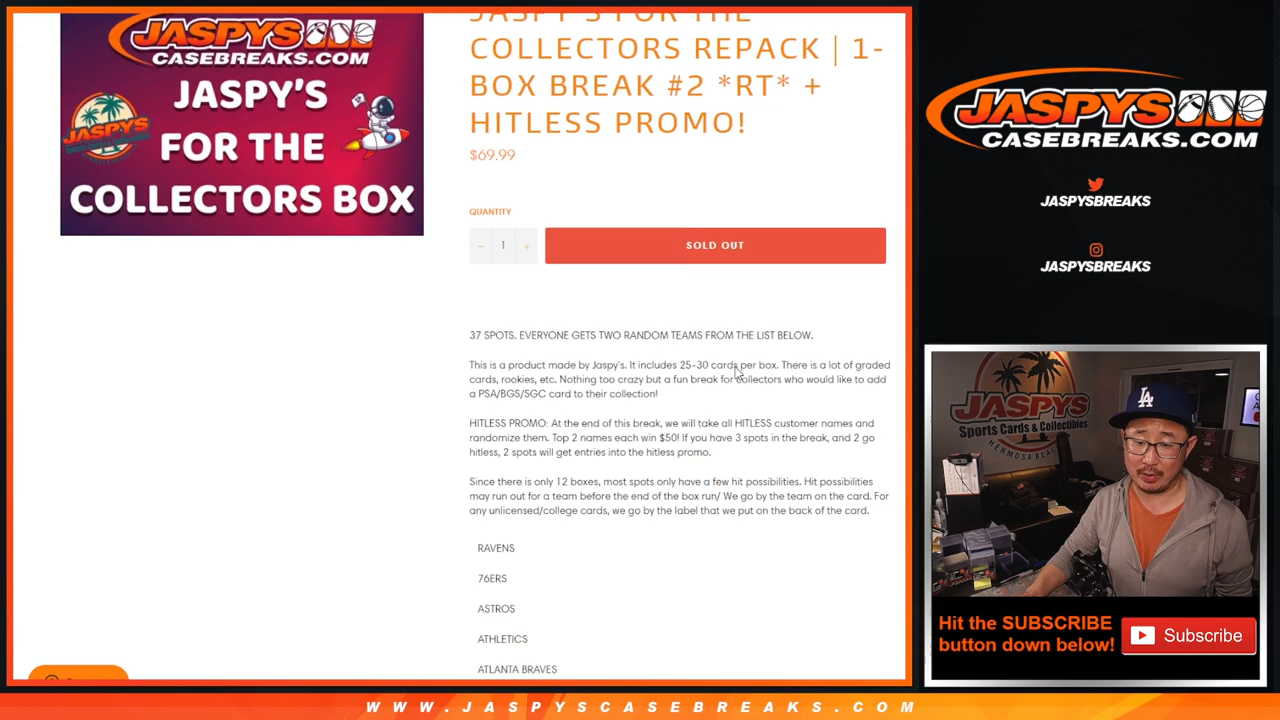 JASPY'S FOR THE
COLLECTORS REPACK | 1-
BOX BREAK #2 *RT* +
HITLESS PROMO!
$69.99
QUANTITY
− 1 +
SOLD OUT
37 SPOTS. EVERYONE GETS TWO RANDOM TEAMS FROM THE LIST BELOW.
This is a product made by Jaspy's. It includes 25-30 cards per box. There is a lot of graded
cards, rookies, etc. Nothing too crazy but a fun break for collectors who would like to add
a PSA/BGS/SGC card to their collection!
HITLESS PROMO: At the end of this break, we will take all HITLESS customer names and
randomize them. Top 2 names each win $50! If you have 3 spots in the break, and 2 go
hitless, 2 spots will get entries into the hitless promo.
Since there is only 12 boxes, most spots only have a few hit possibilities. Hit possibilities
may run out for a team before the end of the box run/ We go by the team on the card. For
any unlicensed/college cards, we go by the label that we put on the back of the card.
RAVENS
76ERS
ASTROS
ATHLETICS
ATLANTA BRAVES
JASPYS
CASEBREAKS.COM
JASPY'S
FOR THE
COLLECTORS BOX
JASPYS
JASPYS
CASEBREAKS.COM
JASPYSBREAKS
JASPYSBREAKS
JASPYS
Sports Cards & Collectibles
HERMOSA BEACH
LA
Hit the SUBSCRIBE
button down below!
Subscribe
WWW.JASPYSCASEBREAKS.COM